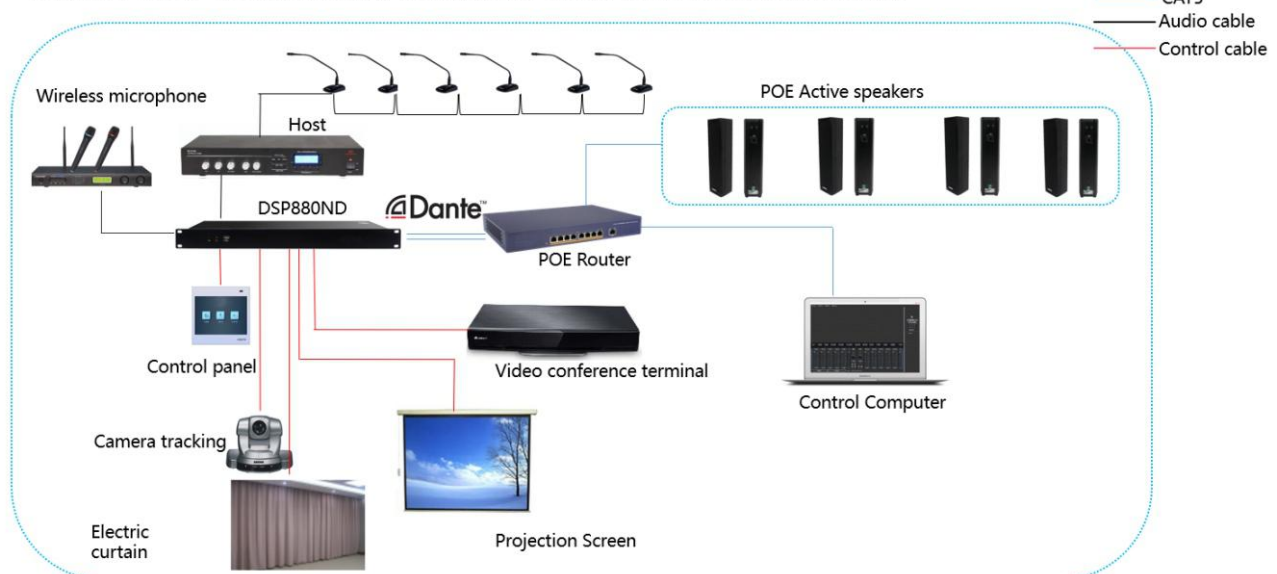 Audio cable
Control cable
Wireless microphone
Host
POE Active speakers
DSP880ND
Dante™
POE Router
Control panel
Video conference terminal
Control Computer
Camera tracking
Electric
curtain
Projection Screen